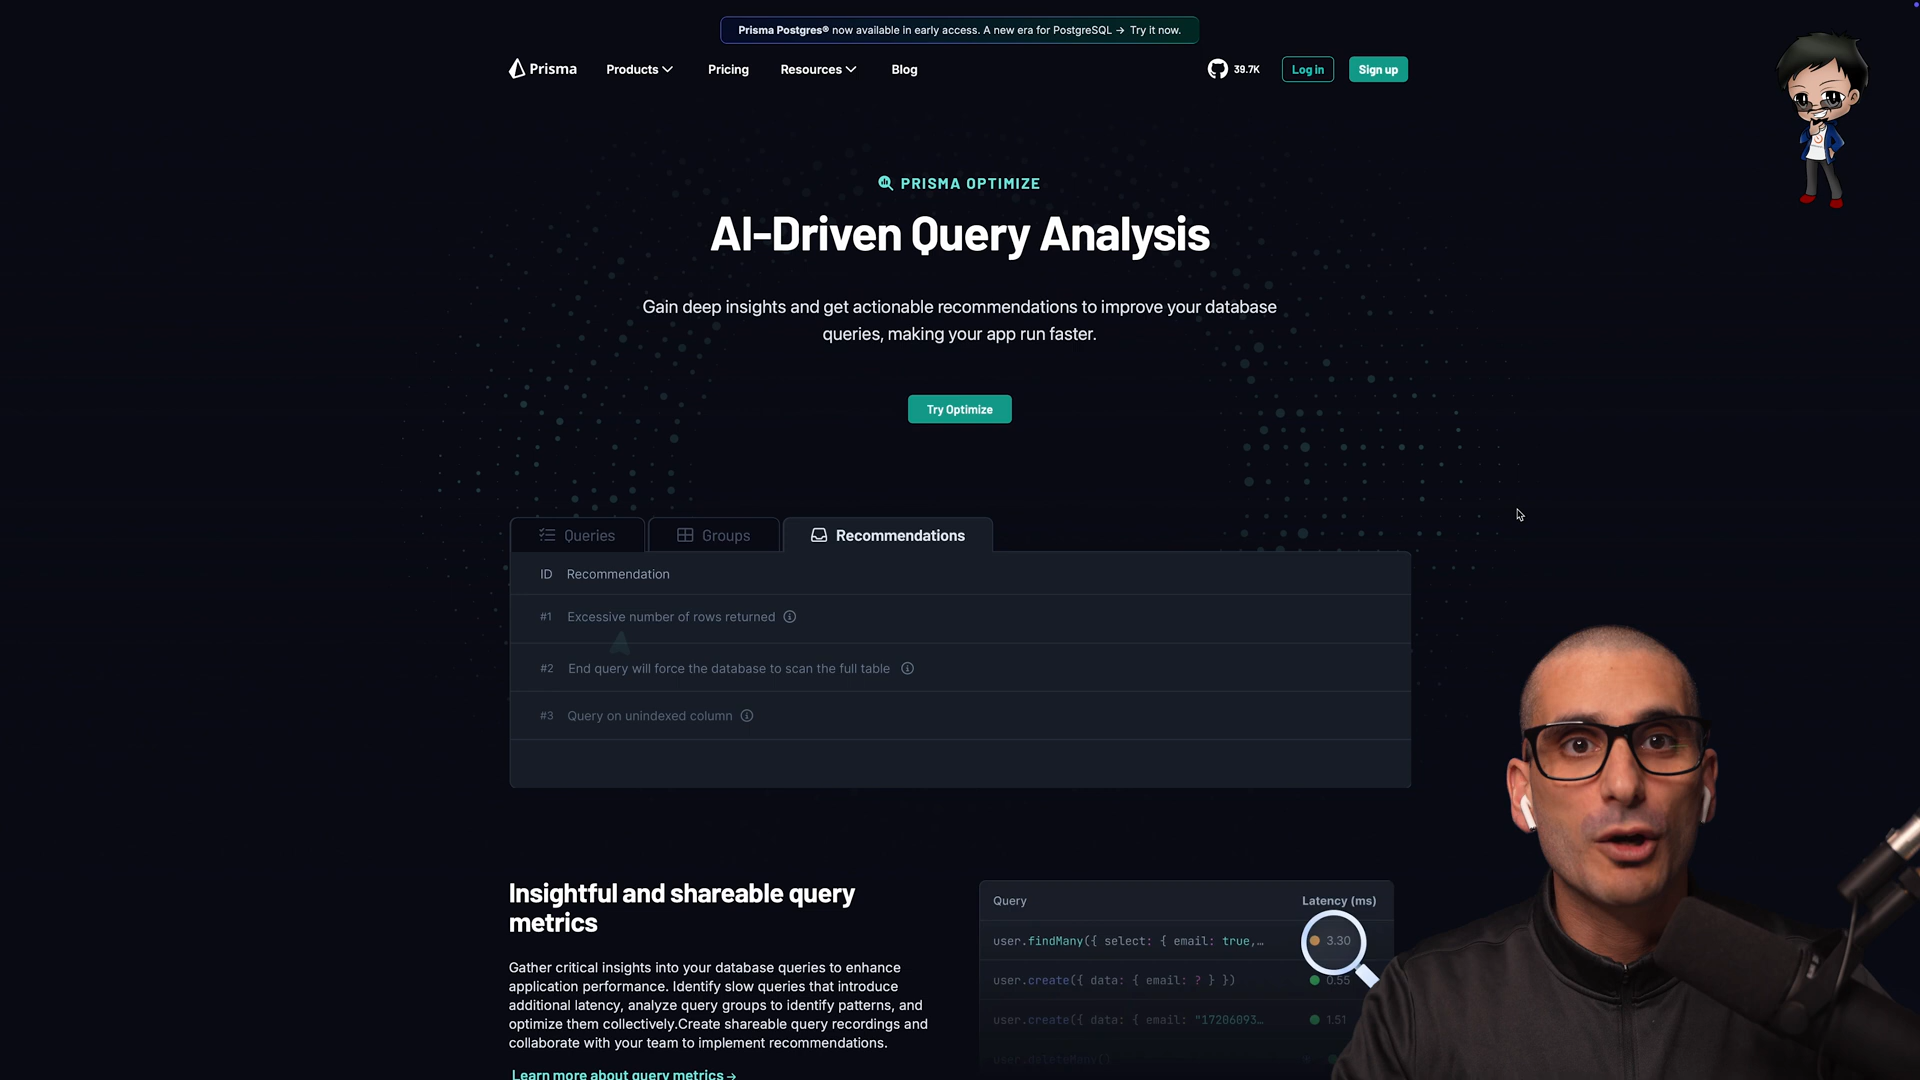 Prisma Postgres® now available in early access. A new era for PostgreSQL → Try it now.
Prisma Products Pricing Resources Blog 39.7K Log in Sign up
PRISMA OPTIMIZE
AI-Driven Query Analysis
Gain deep insights and get actionable recommendations to improve your database
queries, making your app run faster.
Try Optimize
Queries Groups Recommendations
ID Recommendation
#1 Excessive number of rows returned
#2 End query will force the database to scan the full table
#3 Query on unindexed column
Insightful and shareable query
metrics
Gather critical insights into your database queries to enhance
application performance. Identify slow queries that introduce
additional latency, analyze query groups to identify patterns, and
optimize them collectively.Create shareable query recordings and
collaborate with your team to implement recommendations.
Learn more about query metrics →
Query Latency (ms)
user.findMany({ select: { email: true,… 3.30
user.create({ data: { email: ? } }) 0.55
user.create({ data: { email: "17206093… 1.51
user.deleteMany()